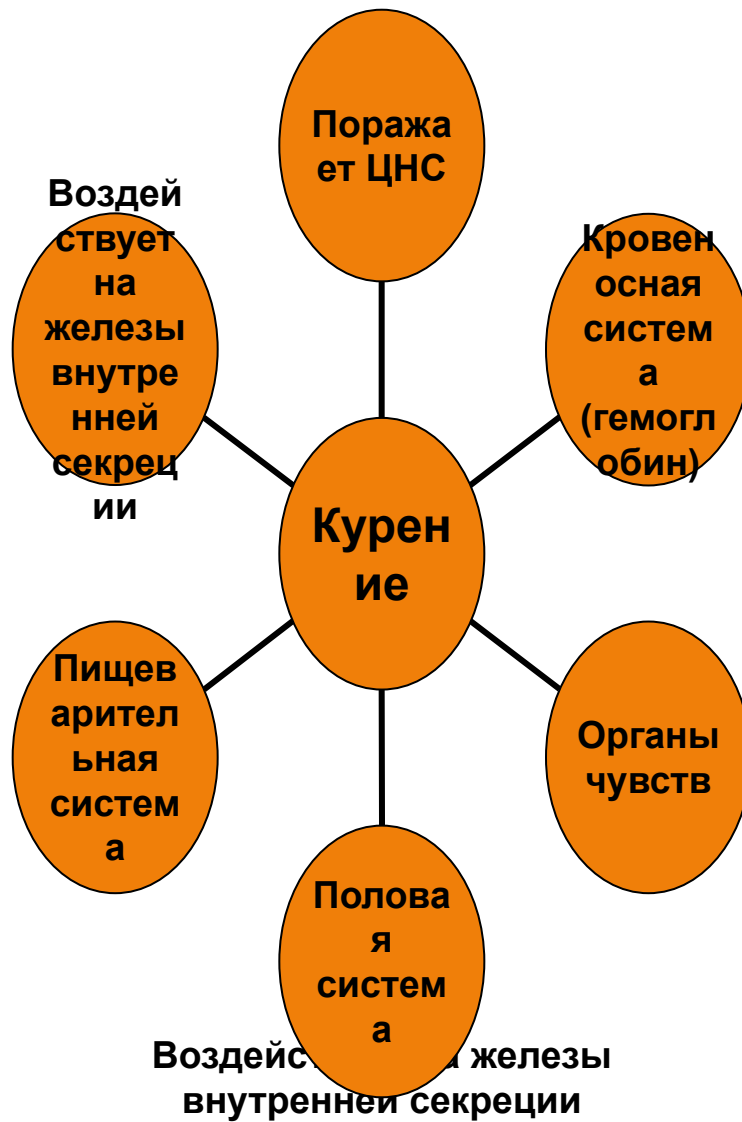 Поража
ет ЦНС
Воздей
ствует
на
железы
внутре
нней
секрец
ии
Кровен
осная
систем
а
(гемогл
обин)
Курен
ие
Пищев
арител
ьная
систем
а
Органы
чувств
Полова
я
систем
а
железы
внутренней секреции